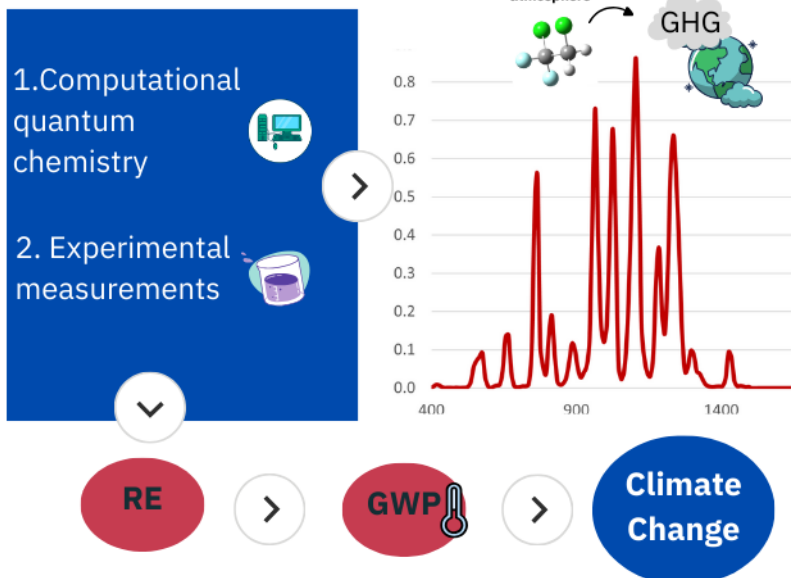 GHG
1.Computational
quantum
chemistry
2. Experimental
measurements
0.8
0.7
0.6
0.5
0.4
0.3
0.2
0.1
0.0
400 900 1400
RE
GWP
Climate
Change